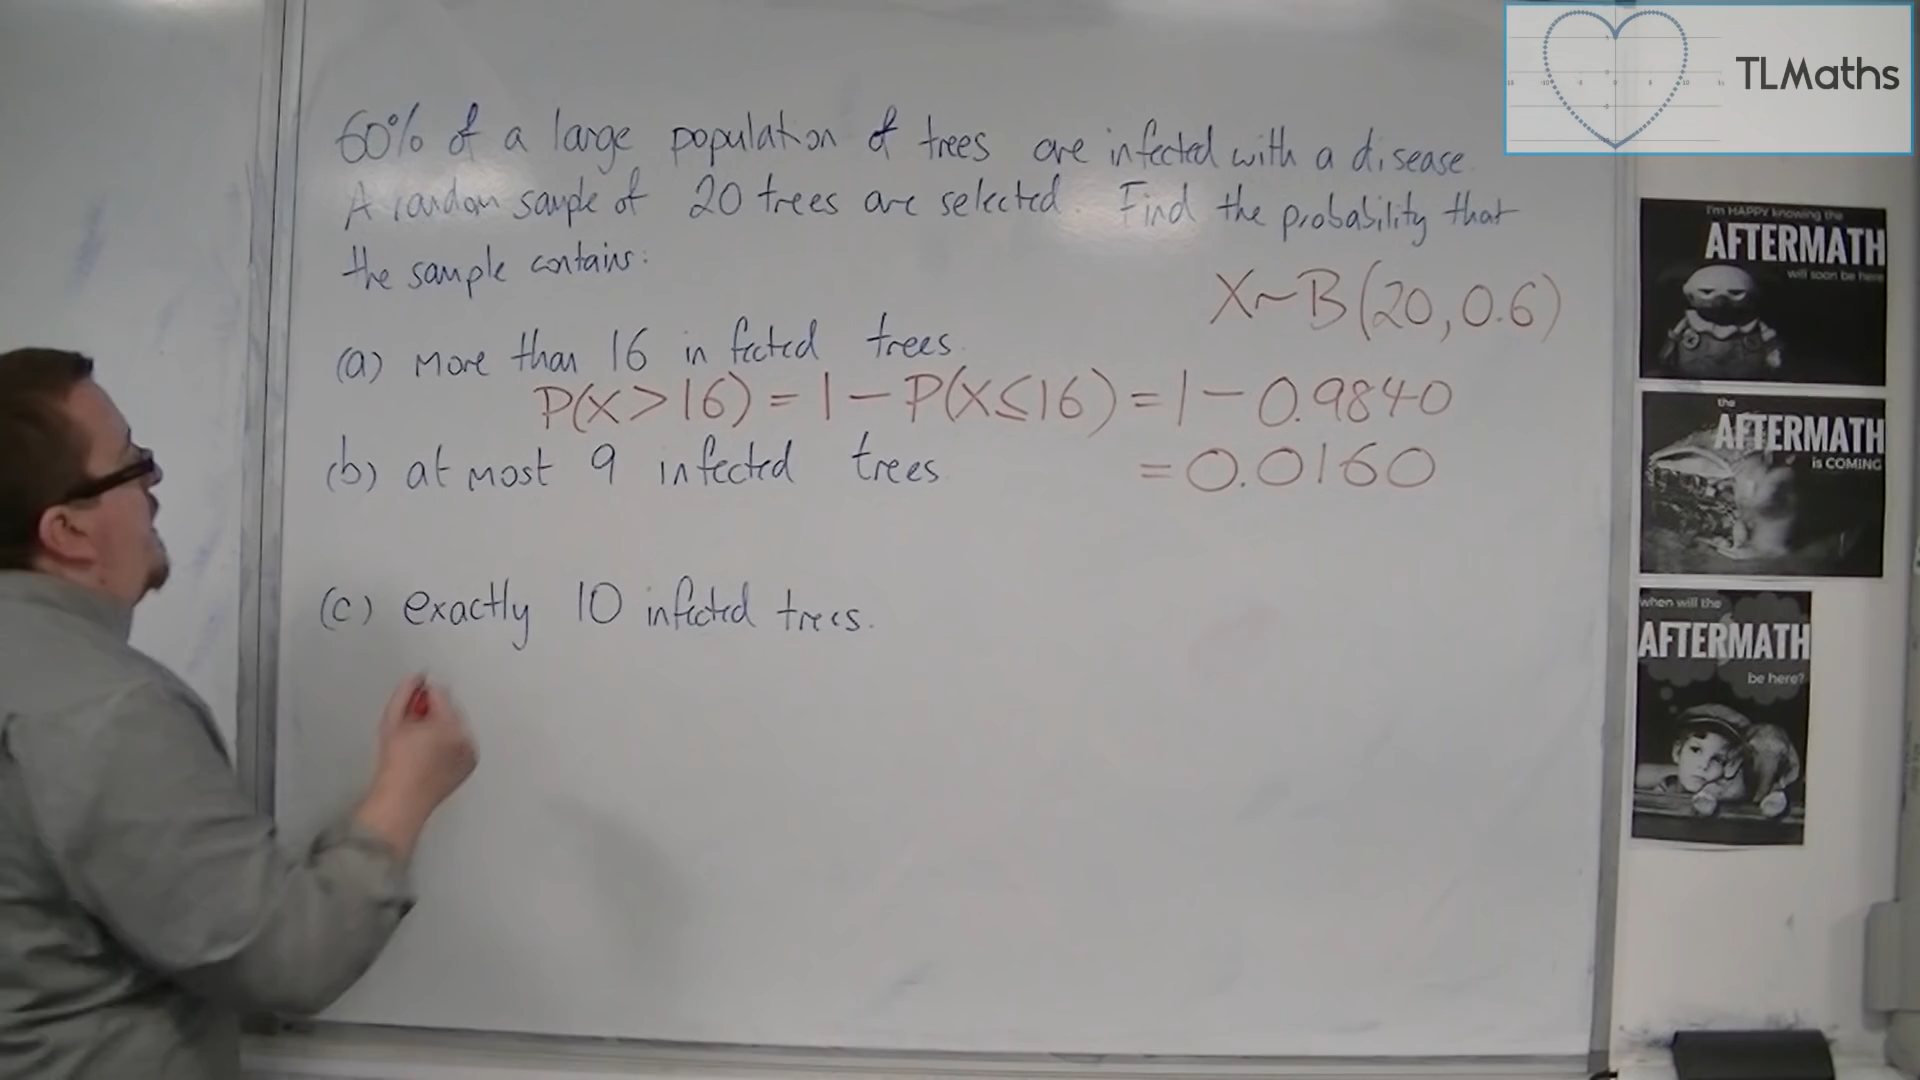 TLMaths
60% of a large population of trees are infected with a disease.
A random sample of 20 trees are selected. Find the probability that
the sample contains:
X~B(20,0.6)
(a) more than 16 infected trees.
P(X>16) = 1 - P(X≤16) = 1 - 0.9840
= 0.0160
(b) at most 9 infected trees
(c) exactly 10 infected trees.
I'm HAPPY knowing the
AFTERMATH
will soon be here
the
AFTERMATH
is COMING
when will the
AFTERMATH
be here?